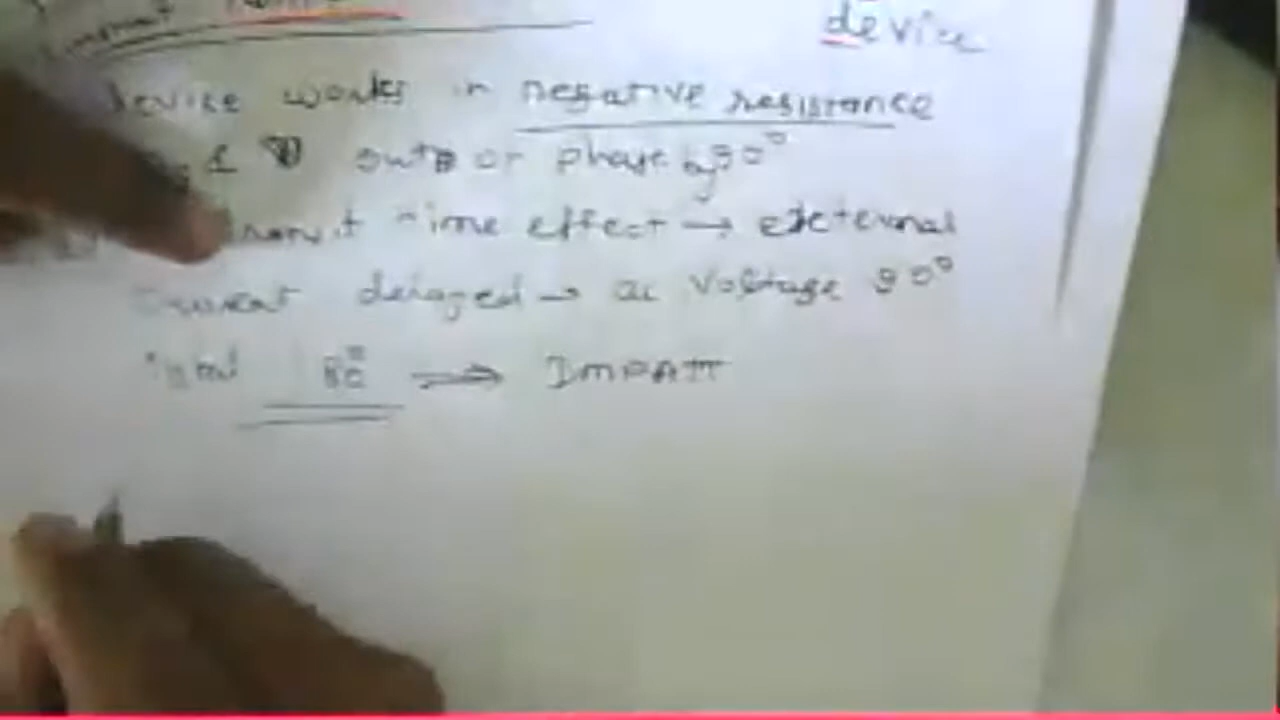 device
device works in negative resistance
& V out of phase by 90°
Transit time effect → external
current delayed → ac voltage 90°
Total 180° ⇒ IMPATT